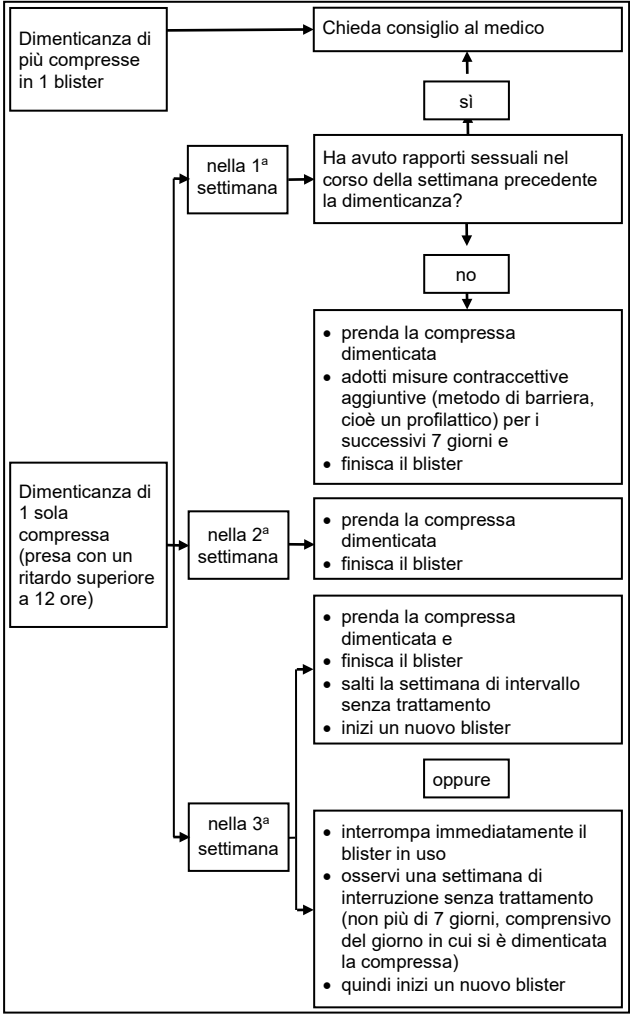 Dimenticanza di
più compresse
in 1 blister
Chieda consiglio al medico
sì
nella 1ª
settimana
Ha avuto rapporti sessuali nel
corso della settimana precedente
la dimenticanza?
no
• prenda la compressa
dimenticata
• adotti misure contraccettive
aggiuntive (metodo di barriera,
cioè un profilattico) per i
successivi 7 giorni e
• finisca il blister
Dimenticanza di
1 sola
compressa
(presa con un
ritardo superiore
a 12 ore)
nella 2ª
settimana
• prenda la compressa
dimenticata
• finisca il blister
• prenda la compressa
dimenticata e
• finisca il blister
• salti la settimana di intervallo
senza trattamento
• inizi un nuovo blister
oppure
nella 3ª
settimana
• interrompa immediatamente il
blister in uso
• osservi una settimana di
interruzione senza trattamento
(non più di 7 giorni, comprensivo
del giorno in cui si è dimenticata
la compressa)
• quindi inizi un nuovo blister